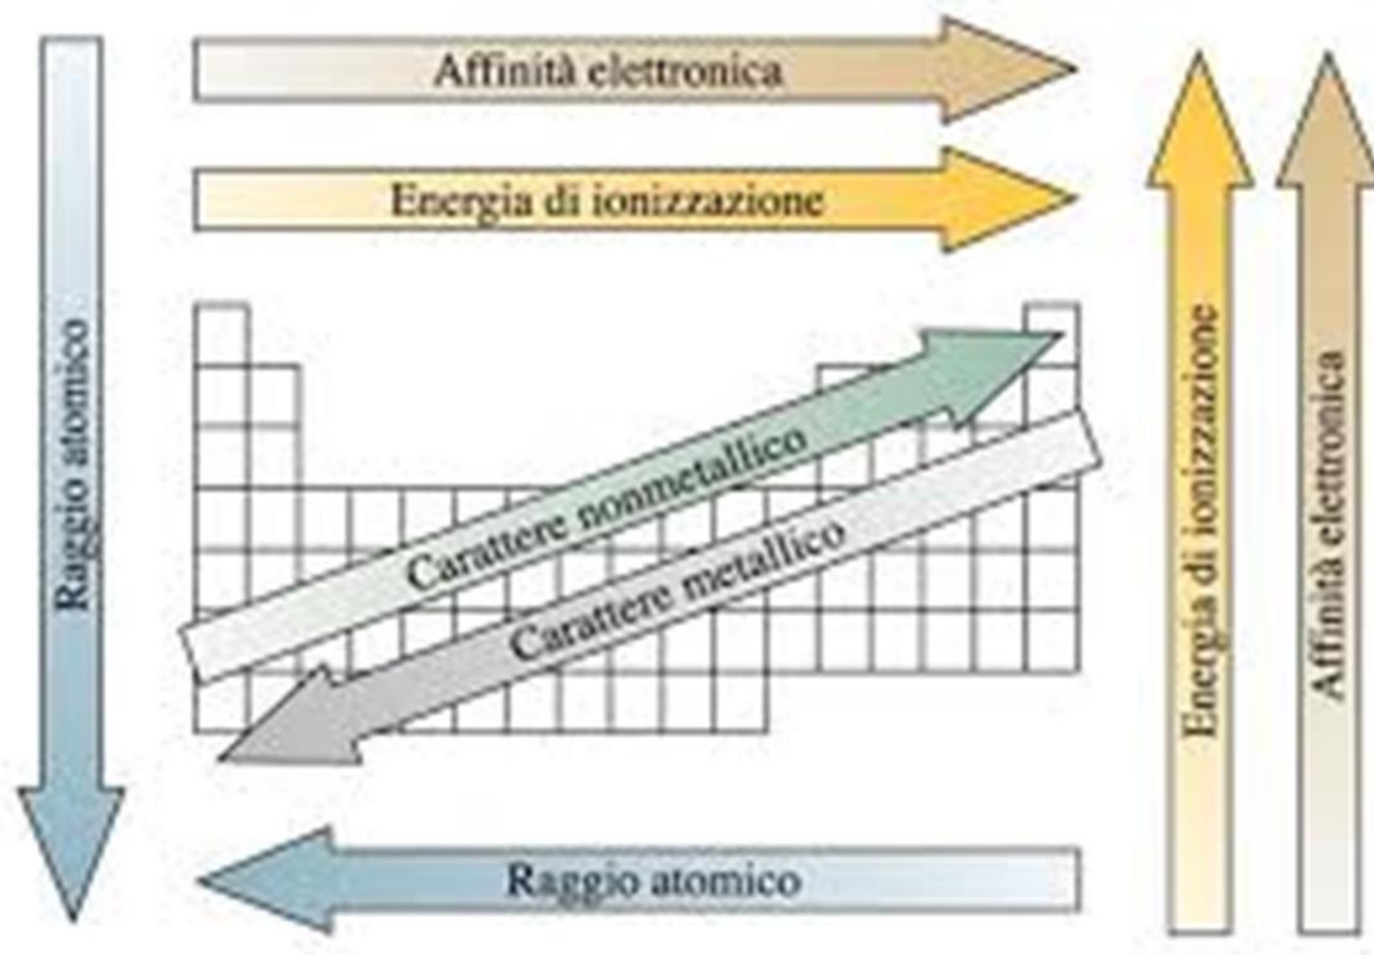 Affinità elettronica
Energia di ionizzazione
Raggio atomico
Carattere nonmetallico
Carattere metallico
Energia di ionizzazione
Affinità elettronica
Raggio atomico